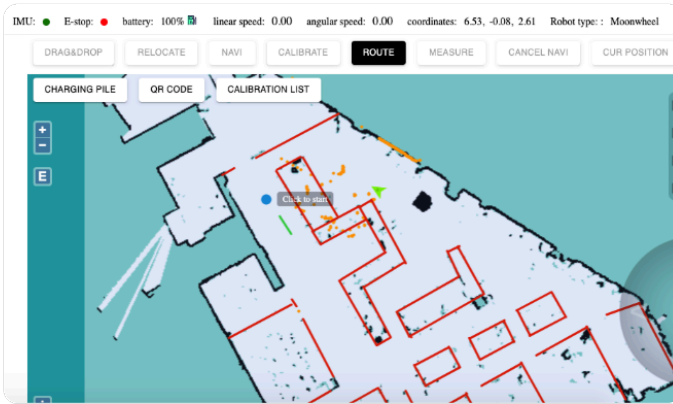 IMU: E-stop: battery: 100% linear speed: 0.00 angular speed: 0.00 coordinates: 6.53, -0.08, 2.61 Robot type: : Moonwheel
DRAG&DROP RELOCATE NAVI CALIBRATE ROUTE MEASURE CANCEL NAVI CUR POSITION
CHARGING PILE QR CODE CALIBRATION LIST
+
−
E
Click to start